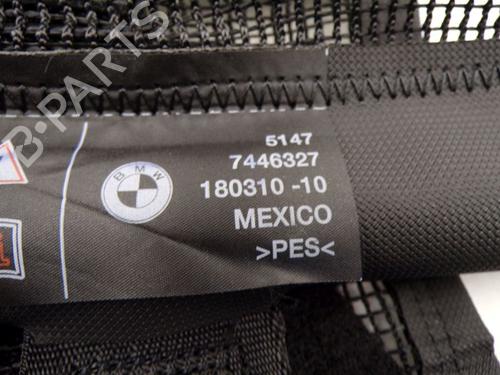 B-PARTS
BMW
5147
7446327
180310 -10
MEXICO
>PES<